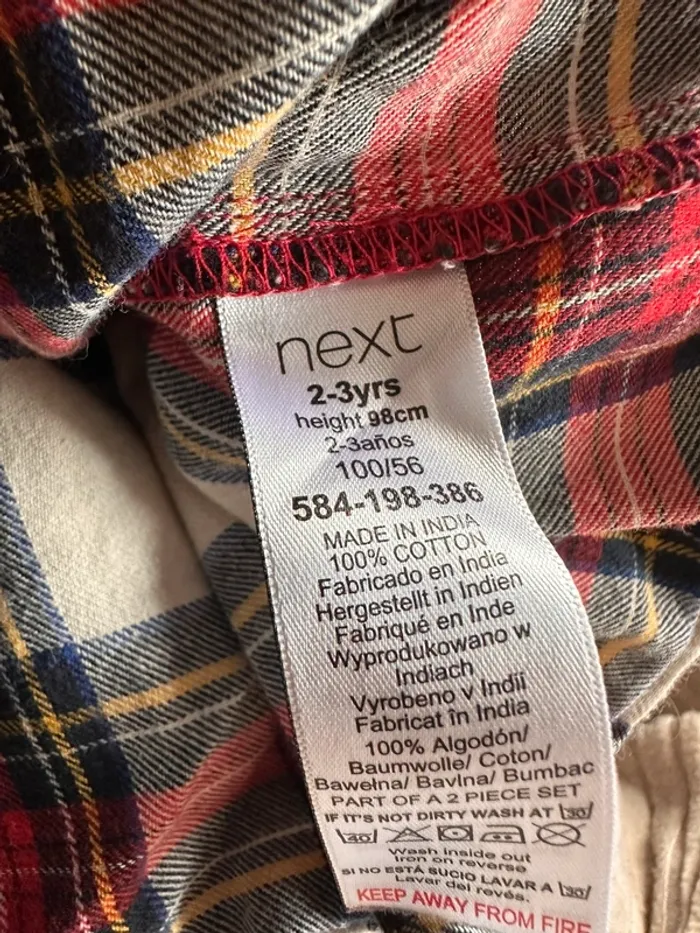 next
2-3yrs
height 98cm
2-3años
100/56
584-198-386
MADE IN INDIA
100% COTTON
Fabricado en India
Hergestellt in Indien
Fabriqué en Inde
Wyprodukowano w
Indiach
Vyrobeno v Indii
Fabricat în India
100% Algodón/
Baumwolle/ Coton/
Bawełna/ Bavlna/ Bumbac
PART OF A 2 PIECE SET
IF IT'S NOT DIRTY WASH AT 30
40
Wash inside out
Iron on reverse
SI NO ESTÁ SUCIO LAVAR A 30
Lavar del revés.
KEEP AWAY FROM FIRE